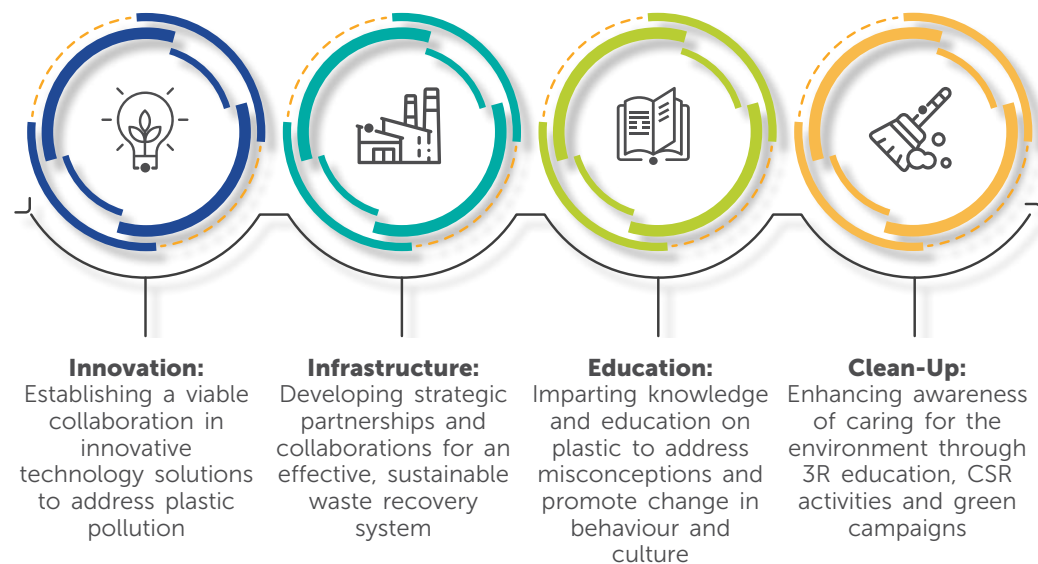 Innovation:
Establishing a viable
collaboration in
innovative
technology solutions
to address plastic
pollution
Infrastructure:
Developing strategic
partnerships and
collaborations for an
effective, sustainable
waste recovery
system
Education:
Imparting knowledge
and education on
plastic to address
misconceptions and
promote change in
behaviour and
culture
Clean-Up:
Enhancing awareness
of caring for the
environment through
3R education, CSR
activities and green
campaigns